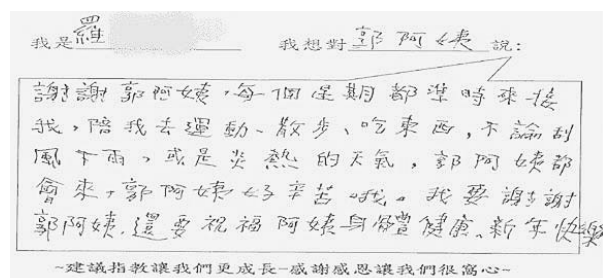 我是羅 我想對郭阿姨說:
謝謝郭阿姨,每一個星期都準時來接
我,陪我去運動、散步、吃東西,不論刮
風下雨,或是炎熱的天氣,郭阿姨都
會來,郭阿姨好辛苦。我要謝謝
郭阿姨,還要祝福阿姨身體健康、新年快樂
~建議指教讓我們更成長-感謝感恩讓我們很窩心~